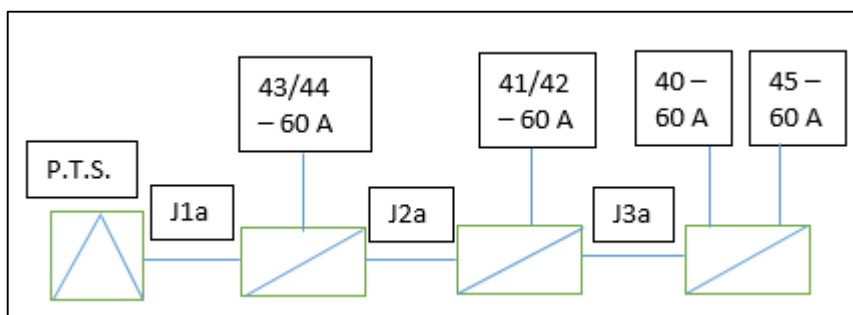 43/44
– 60 A
41/42
– 60 A
40 –
60 A
45 –
60 A
P.T.S.
J1a
J2a
J3a